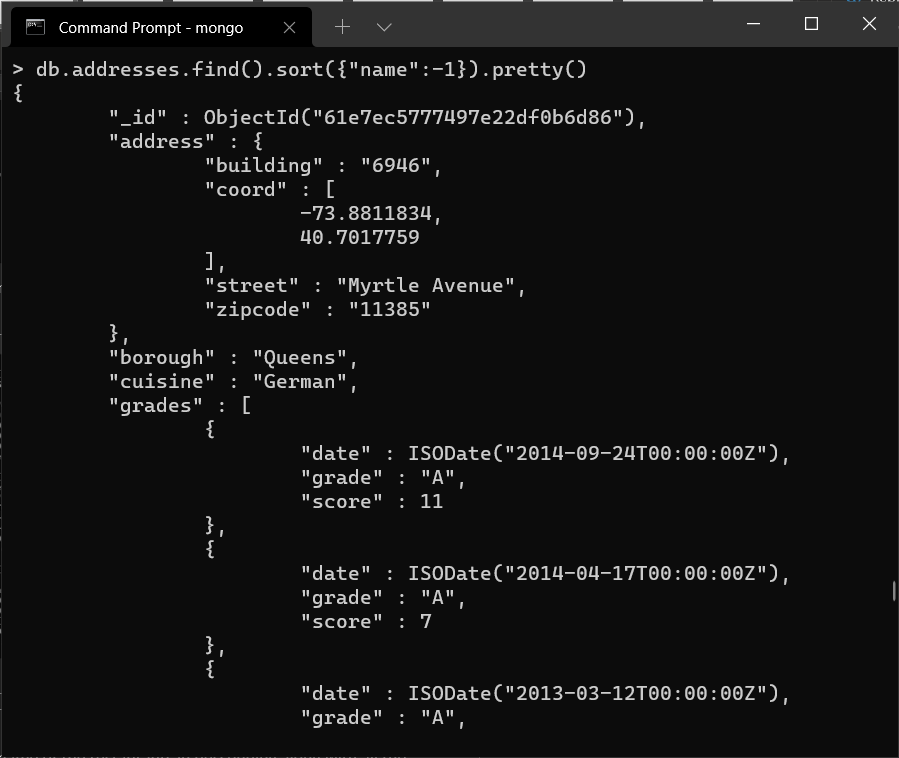 Command Prompt - mongo
> db.addresses.find().sort({"name":-1}).pretty()
{
"_id" : ObjectId("61e7ec5777497e22df0b6d86"),
"address" : {
"building" : "6946",
"coord" : [
-73.8811834,
40.7017759
],
"street" : "Myrtle Avenue",
"zipcode" : "11385"
},
"borough" : "Queens",
"cuisine" : "German",
"grades" : [
{
"date" : ISODate("2014-09-24T00:00:00Z"),
"grade" : "A",
"score" : 11
},
{
"date" : ISODate("2014-04-17T00:00:00Z"),
"grade" : "A",
"score" : 7
},
{
"date" : ISODate("2013-03-12T00:00:00Z"),
"grade" : "A",